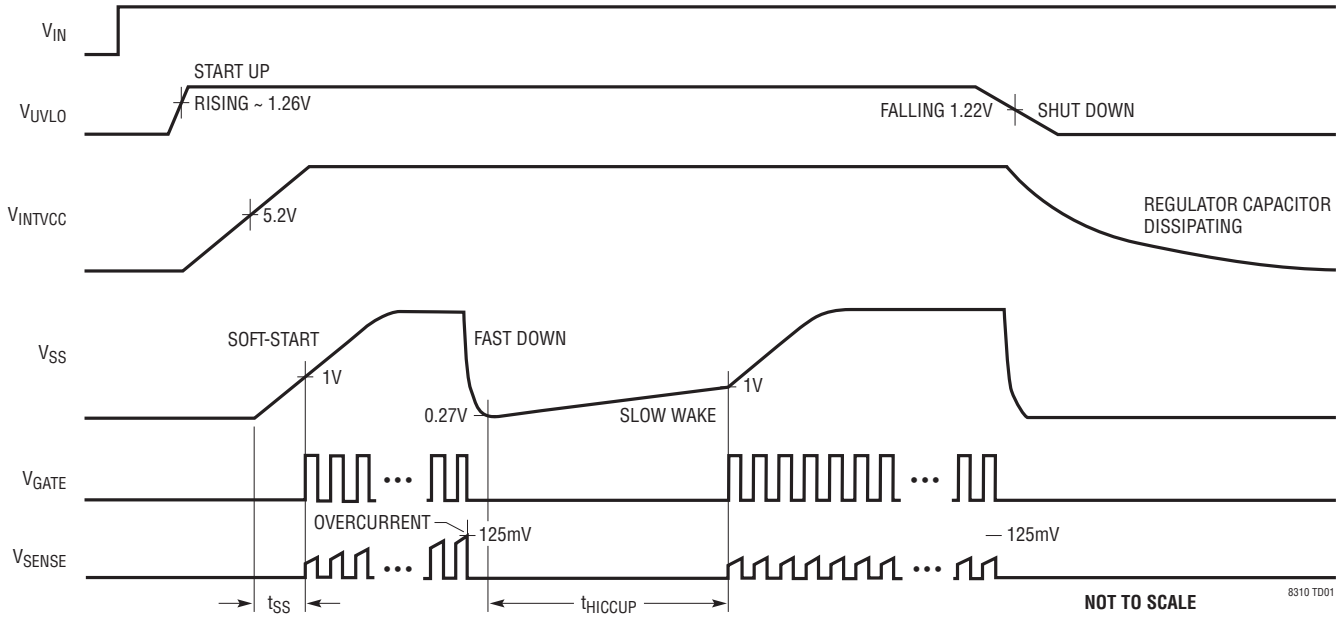 VIN
START UP
RISING ~ 1.26V
VUVLO
FALLING 1.22V
SHUT DOWN
VINTVCC
5.2V
REGULATOR CAPACITOR
DISSIPATING
SOFT-START
FAST DOWN
VSS
1V
1V
0.27V
SLOW WAKE
VGATE
OVERCURRENT
125mV
125mV
VSENSE
tSS
tHICCUP
NOT TO SCALE
8310 TD01